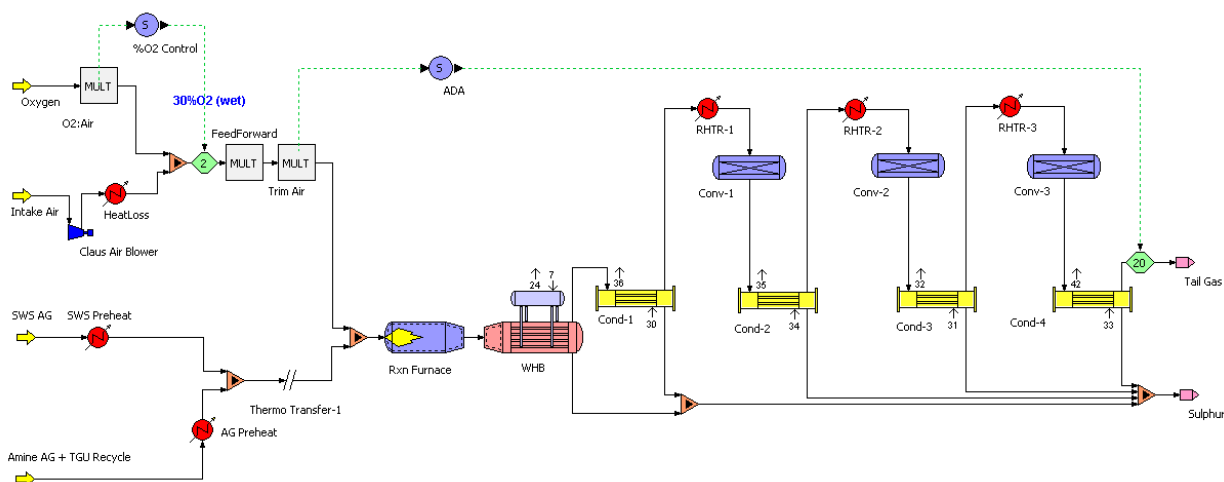 S
%O2 Control
MULT
Oxygen
O2:Air
30%O2 (wet)
S
ADA
FeedForward
2
MULT
MULT
Trim Air
Intake Air
HeatLoss
Claus Air Blower
RHTR-1
RHTR-2
RHTR-3
Conv-1
Conv-2
Conv-3
20
Tail Gas
24
7
36
35
32
42
Cond-1
30
Cond-2
34
Cond-3
31
Cond-4
33
SWS AG
SWS Preheat
Rxn Furnace
WHB
Thermo Transfer-1
Sulphur
AG Preheat
Amine AG + TGU Recycle